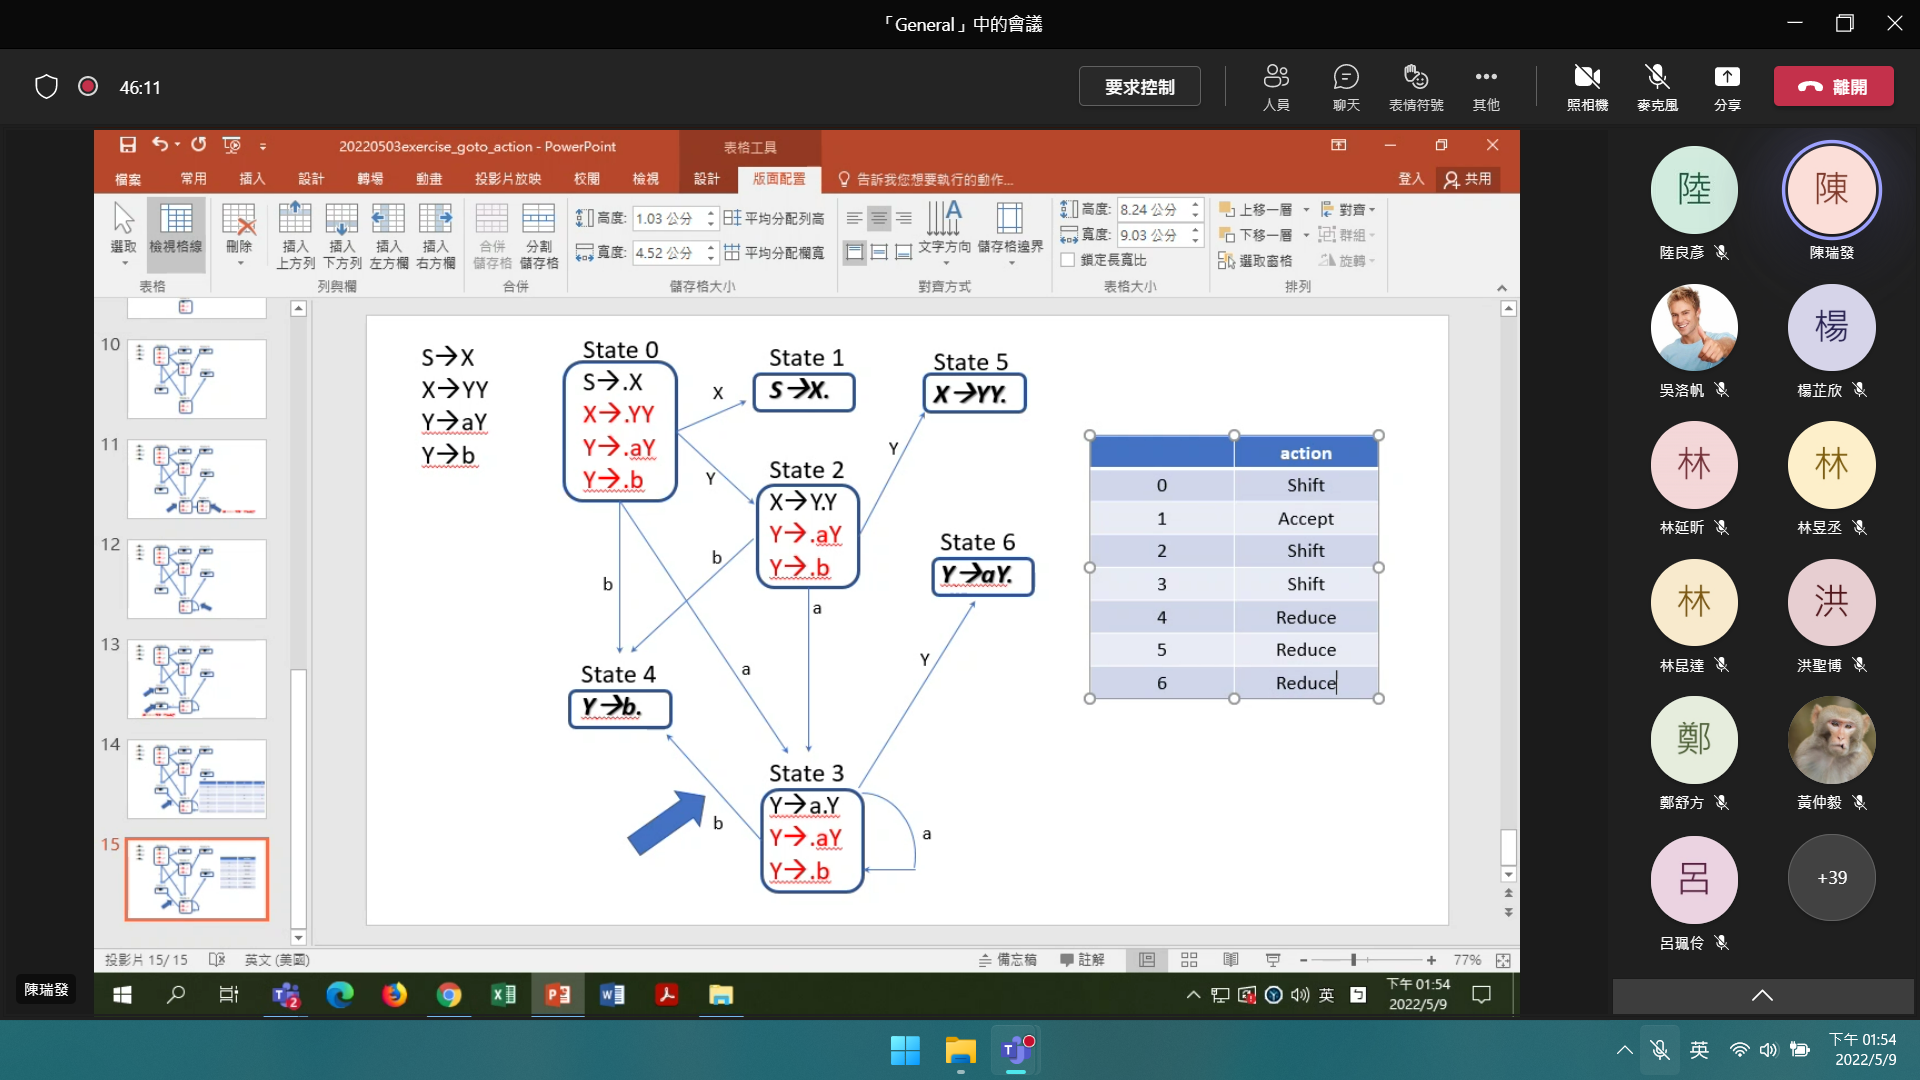 「General」中的會議
46:11
要求控制
人員
聊天
表情符號
其他
照相機
麥克風
分享
離開
20220503exercise_goto_action - PowerPoint
表格工具
檔案
常用
插入
設計
轉場
動畫
投影片放映
校閱
檢視
設計
版面配置
告訴我您想要執行的動作...
登入
共用
選取
檢視格線
刪除
插入
上方列
插入
下方列
插入
左方欄
插入
右方欄
合併
儲存格
分割
儲存格
高度: 1.03 公分
平均分配列高
寬度: 4.52 公分
平均分配欄寬
文字方向
儲存格邊界
高度: 8.24 公分
寬度: 9.03 公分
鎖定長寬比
上移一層
下移一層
選取窗格
對齊
群組
旋轉
表格
列與欄
合併
儲存格大小
對齊方式
表格大小
排列
10
11
12
13
14
15
S→X
X→YY
Y→aY
Y→b
State 0
S→.X
X→.YY
Y→.aY
Y→.b
X
State 1
S→X.
State 5
X→YY.
Y
State 2
X→Y.Y
Y→.aY
Y→.b
Y
b
b
a
State 6
Y→aY.
State 4
Y→b.
a
Y
State 3
Y→a.Y
Y→.aY
Y→.b
b
a
action
0 Shift
1 Accept
2 Shift
3 Shift
4 Reduce
5 Reduce
6 Reduce
投影片 15/ 15
英文 (美國)
備忘稿
註解
77%
陳瑞發
2
英
下午 01:54
2022/5/9
陸
陸良彥
陳
陳瑞發
吳洛帆
楊
楊芷欣
林
林延昕
林
林昱丞
林
林昆達
洪
洪聖博
鄭
鄭舒方
黃仲毅
呂
呂珮伶
+39
英
下午 01:54
2022/5/9